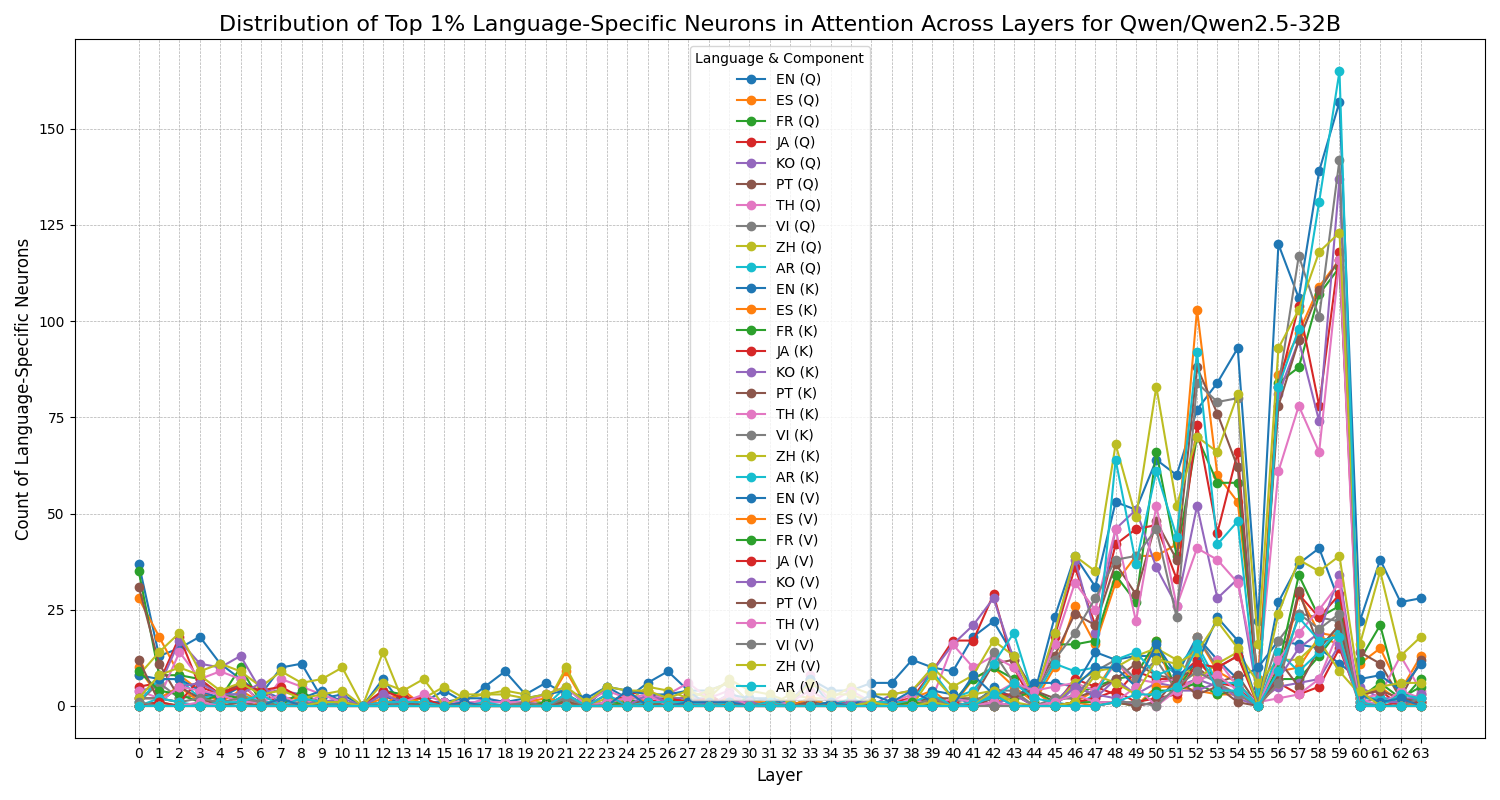 Distribution of Top 1% Language-Specific Neurons in Attention Across Layers for Qwen/Qwen2.5-32B
Language & Component
EN (Q)
ES (Q)
FR (Q)
JA (Q)
KO (Q)
PT (Q)
TH (Q)
VI (Q)
ZH (Q)
AR (Q)
EN (K)
ES (K)
FR (K)
JA (K)
KO (K)
PT (K)
TH (K)
VI (K)
ZH (K)
AR (K)
EN (V)
ES (V)
FR (V)
JA (V)
KO (V)
PT (V)
TH (V)
VI (V)
ZH (V)
AR (V)
Count of Language-Specific Neurons
150
125
100
75
50
25
0
0 1 2 3 4 5 6 7 8 9 10 11 12 13 14 15 16 17 18 19 20 21 22 23 24 25 26 27 28 29 30 31 32 33 34 35 36 37 38 39 40 41 42 43 44 45 46 47 48 49 50 51 52 53 54 55 56 57 58 59 60 61 62 63
Layer